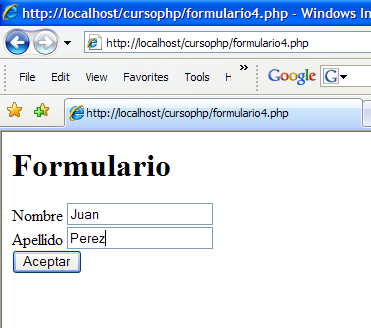 http://localhost/cursophp/formulario4.php - Windows In
http://localhost/cursophp/formulario4.php
File Edit View Favorites Tools H » Google G
http://localhost/cursophp/formulario4.php
Formulario
Nombre Juan
Apellido Perez
Aceptar